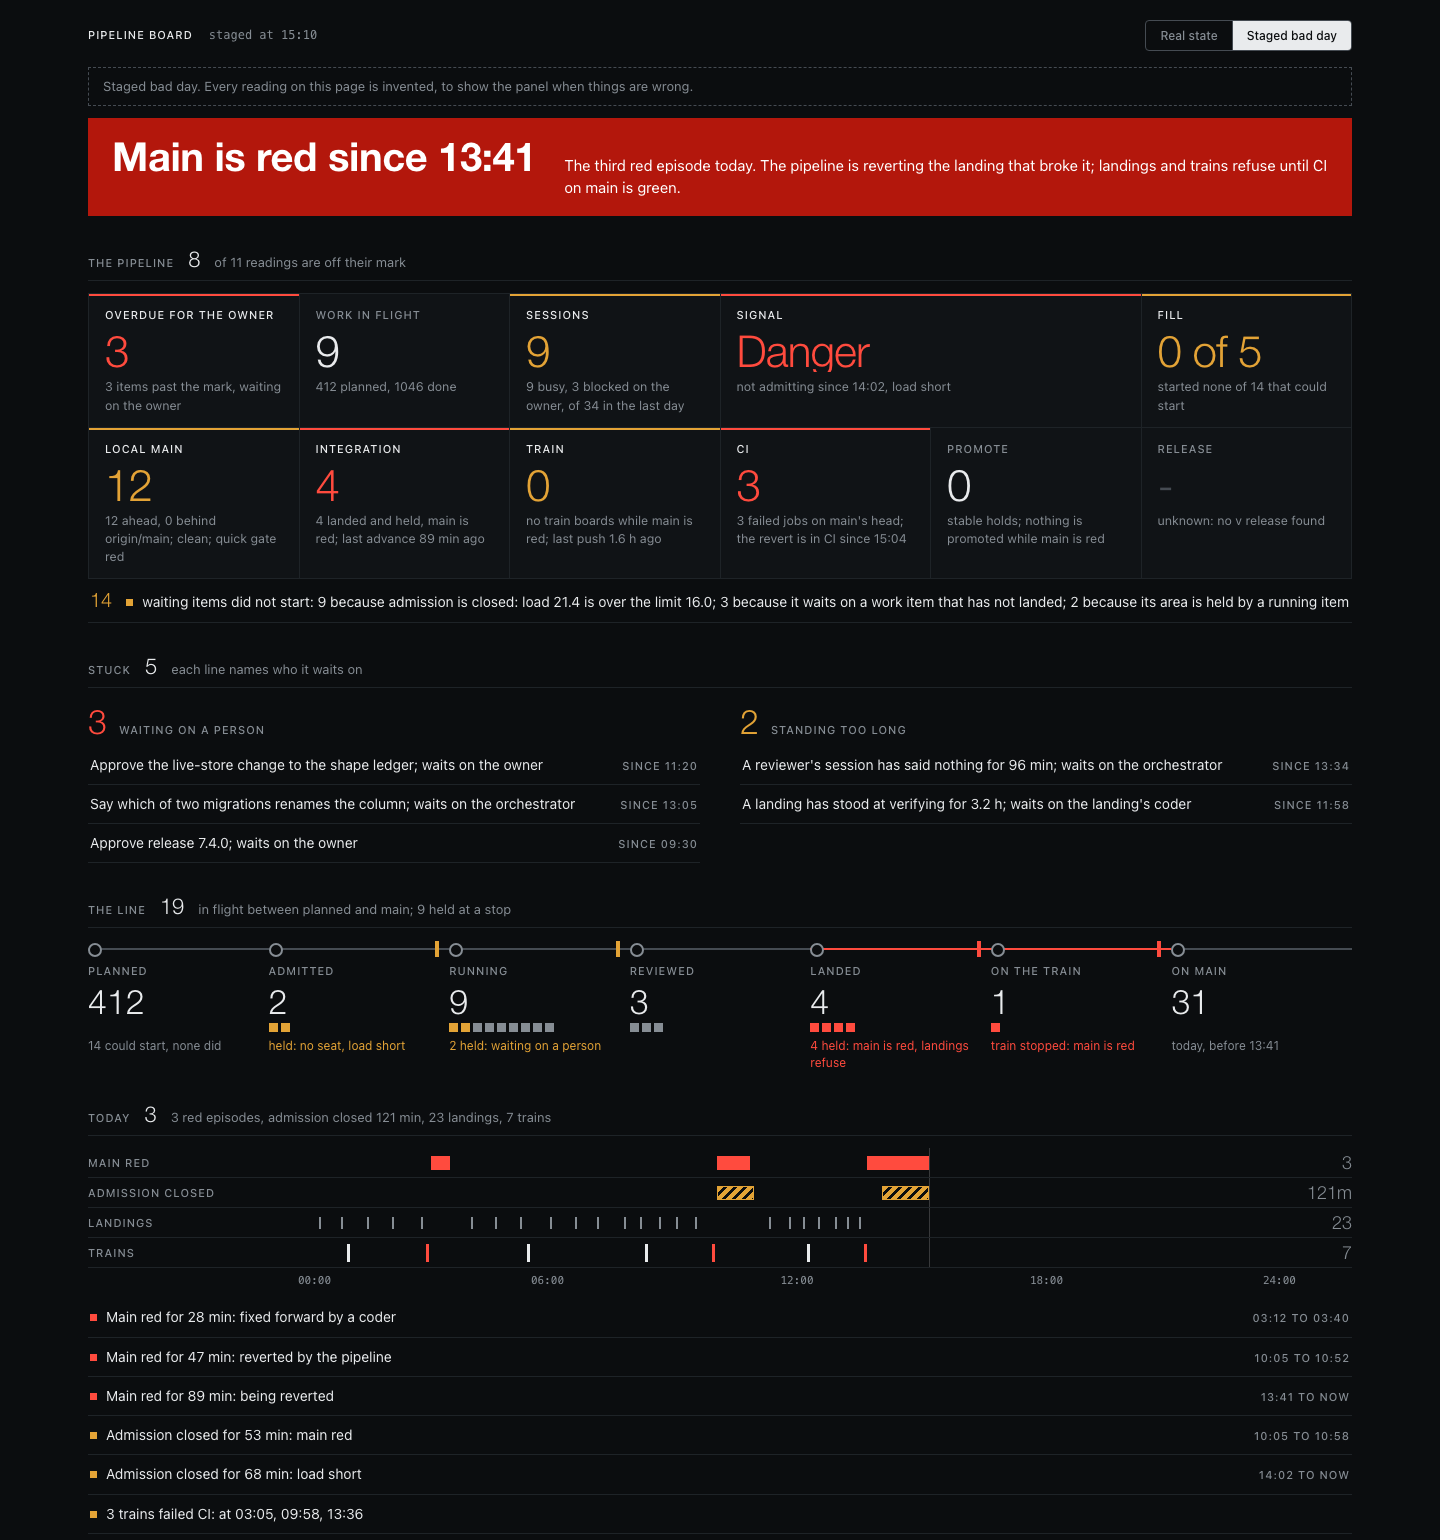 PIPELINE BOARD staged at 15:10
Real state
Staged bad day
Staged bad day. Every reading on this page is invented, to show the panel when things are wrong.
Main is red since 13:41
The third red episode today. The pipeline is reverting the landing that broke it; landings and trains refuse until CI
on main is green.
THE PIPELINE 8 of 11 readings are off their mark
OVERDUE FOR THE OWNER
3
3 items past the mark, waiting
on the owner
WORK IN FLIGHT
9
412 planned, 1046 done
SESSIONS
9
9 busy, 3 blocked on the
owner, of 34 in the last day
SIGNAL
Danger
not admitting since 14:02, load short
FILL
0 of 5
started none of 14 that could
start
LOCAL MAIN
12
12 ahead, 0 behind
origin/main; clean; quick gate
red
INTEGRATION
4
4 landed and held, main is
red; last advance 89 min ago
TRAIN
0
no train boards while main is
red; last push 1.6 h ago
CI
3
3 failed jobs on main's head;
the revert is in CI since 15:04
PROMOTE
0
stable holds; nothing is
promoted while main is red
RELEASE
-
unknown: no v release found
14 waiting items did not start: 9 because admission is closed: load 21.4 is over the limit 16.0; 3 because it waits on a work item that has not landed; 2 because its area is held by a running item
STUCK 5 each line names who it waits on
3 WAITING ON A PERSON
Approve the live-store change to the shape ledger; waits on the owner SINCE 11:20
Say which of two migrations renames the column; waits on the orchestrator SINCE 13:05
Approve release 7.4.0; waits on the owner SINCE 09:30
2 STANDING TOO LONG
A reviewer's session has said nothing for 96 min; waits on the orchestrator SINCE 13:34
A landing has stood at verifying for 3.2 h; waits on the landing's coder SINCE 11:58
THE LINE 19 in flight between planned and main; 9 held at a stop
PLANNED
412
14 could start, none did
ADMITTED
2
held: no seat, load short
RUNNING
9
2 held: waiting on a person
REVIEWED
3
LANDED
4
4 held: main is red, landings
refuse
ON THE TRAIN
1
train stopped: main is red
ON MAIN
31
today, before 13:41
TODAY 3 3 red episodes, admission closed 121 min, 23 landings, 7 trains
MAIN RED 3
ADMISSION CLOSED 121m
LANDINGS 23
TRAINS 7
00:00 06:00 12:00 18:00 24:00
Main red for 28 min: fixed forward by a coder 03:12 TO 03:40
Main red for 47 min: reverted by the pipeline 10:05 TO 10:52
Main red for 89 min: being reverted 13:41 TO NOW
Admission closed for 53 min: main red 10:05 TO 10:58
Admission closed for 68 min: load short 14:02 TO NOW
3 trains failed CI: at 03:05, 09:58, 13:36